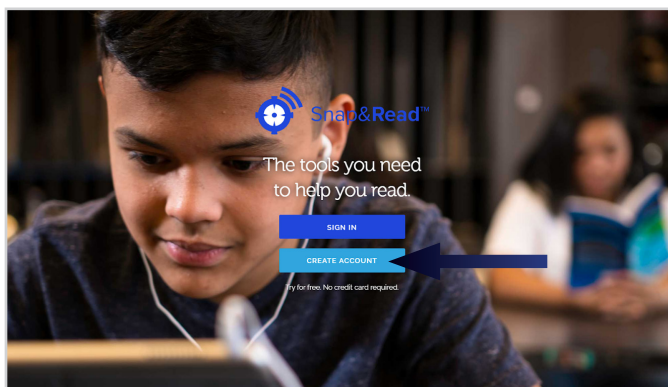 Snap&Read™
The tools you need
to help you read.
SIGN IN
CREATE ACCOUNT
Try for free. No credit card required.